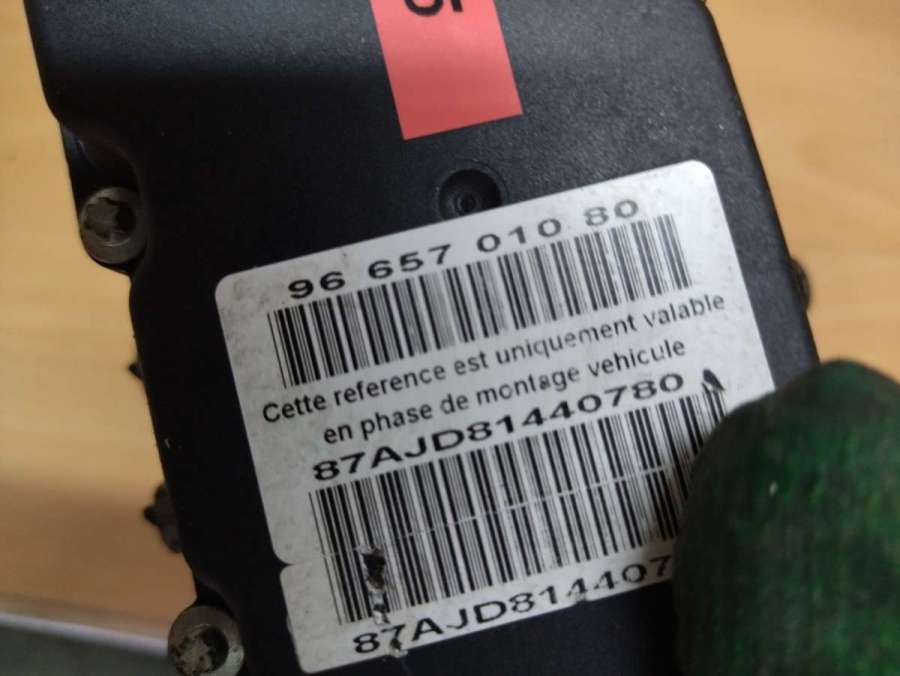 96 657 010 80
Cette reference est uniquement valable
en phase de montage vehicule
87AJD81440780
87AJD814407